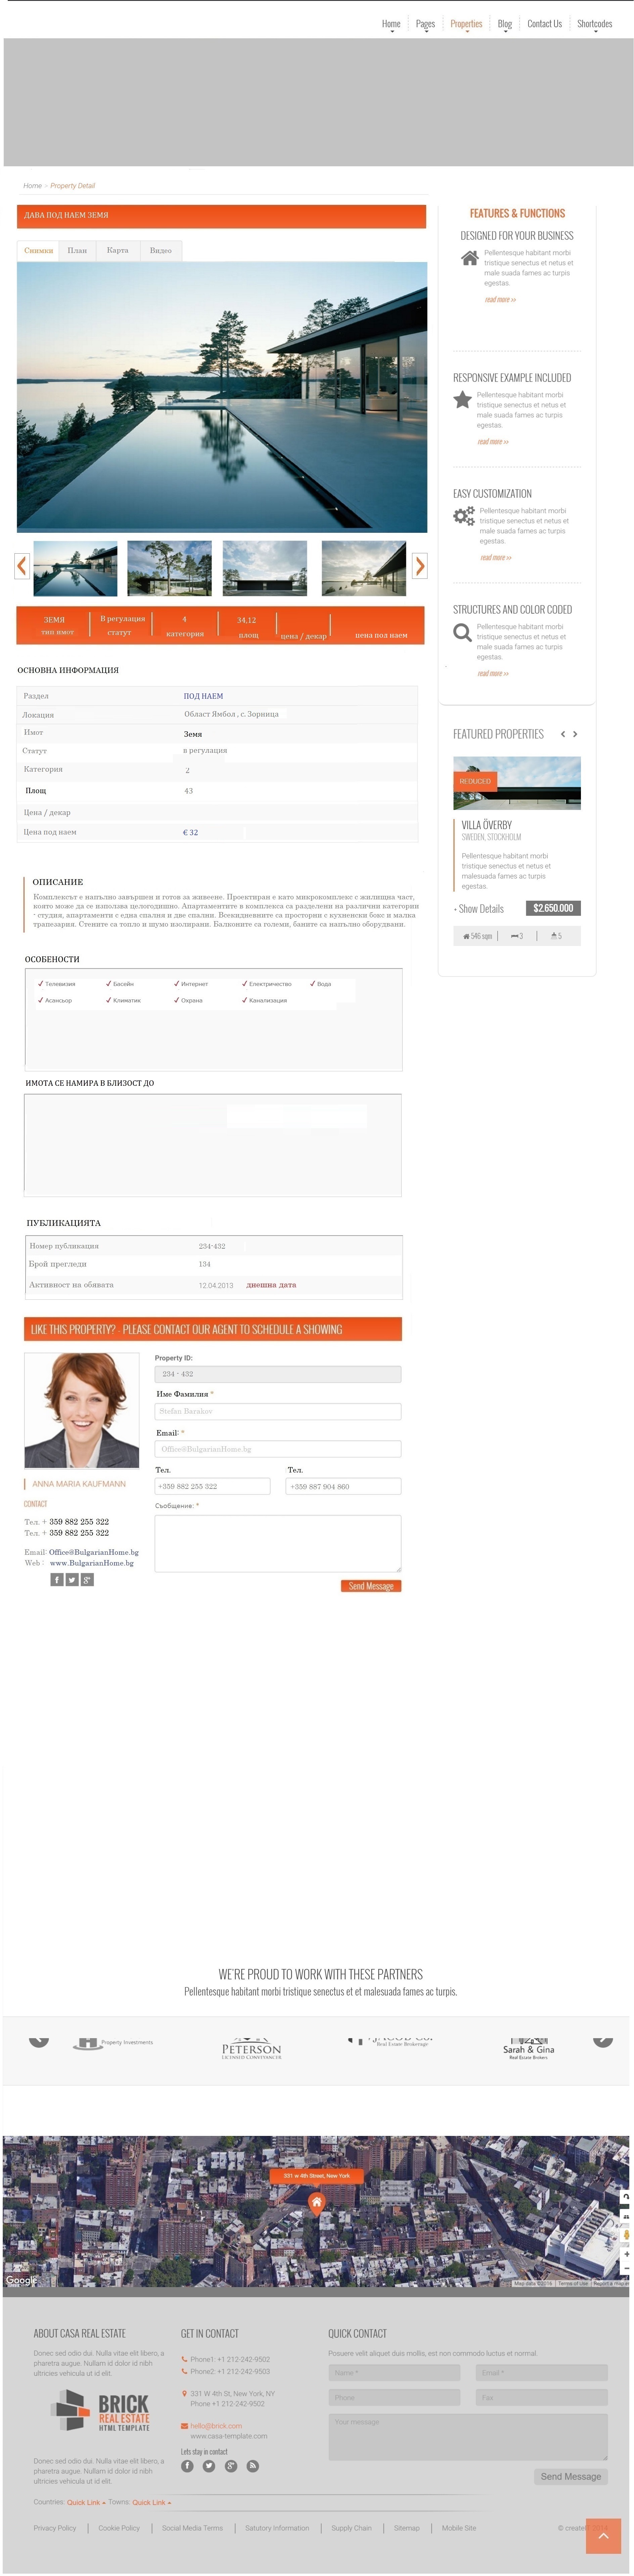 Home Pages Properties Blog Contact Us Shortcodes
Home » Property Detail
ДАВА ПОД НАЕМ ЗЕМЯ
Снимки План Карта Видео
ЗЕМЯ В регулация 4 34,12
тип имот статут категория площ цена / декар цена под наем
ОСНОВНА ИНФОРМАЦИЯ
Раздел ПОД НАЕМ
Локация Област Ямбол , с. Зорница
Имот Земя
Статут в регулация
Категория 2
Площ 43
Цена / декар
Цена под наем € 32
ОПИСАНИЕ
Комплексът е напълно завършен и готов за живеене. Проектиран е като микрокомплекс с жилищна част,
която може да се използва целогодишно. Апартаментите в комплекса са разделени на различни категории
- студия, апартаменти с една спалня и две спални. Всекидневните са просторни с кухненски бокс и малка
трапезария. Стените са топло и шумо изолирани. Балконите са големи, баните са напълно оборудвани.
ОСОБЕНОСТИ
Телевизия Басейн Интернет Електричество Вода
Асансьор Климатик Охрана Канализация
ИМОТА СЕ НАМИРА В БЛИЗОСТ ДО
ПУБЛИКАЦИЯТА
Номер публикация 234-432
Брой прегледи 134
Активност на обявата 12.04.2013 днешна дата
LIKE THIS PROPERTY? - PLEASE CONTACT OUR AGENT TO SCHEDULE A SHOWING
Property ID:
234 - 432
Име Фамилия *
Stefan Barakov
Email: *
Office@BulgarianHome.bg
Тел. Тел.
+359 882 255 322 +359 887 904 860
Съобщение: *
Send Message
ANNA MARIA KAUFMANN
CONTACT
Тел. + 359 882 255 322
Тел. + 359 882 255 322
Email: Office@BulgarianHome.bg
Web : www.BulgarianHome.bg
FEATURES & FUNCTIONS
DESIGNED FOR YOUR BUSINESS
Pellentesque habitant morbi
tristique senectus et netus et
male suada fames ac turpis
egestas.
read more >>
RESPONSIVE EXAMPLE INCLUDED
Pellentesque habitant morbi
tristique senectus et netus et
male suada fames ac turpis
egestas.
read more >>
EASY CUSTOMIZATION
Pellentesque habitant morbi
tristique senectus et netus et
male suada fames ac turpis
egestas.
read more >>
STRUCTURES AND COLOR CODED
Pellentesque habitant morbi
tristique senectus et netus et
male suada fames ac turpis
egestas.
read more >>
FEATURED PROPERTIES
REDUCED
VILLA ÖVERBY
SWEDEN, STOCKHOLM
Pellentesque habitant morbi
tristique senectus et netus et
malesuada fames ac turpis
egestas.
+ Show Details $2.650.000
546 sqm 3 5
WE'RE PROUD TO WORK WITH THESE PARTNERS
Pellentesque habitant morbi tristique senectus et et malesuada fames ac turpis.
Property Investments
PETERSON
LICENSED CONVEYANCER
JACOB CO.
Real Estate Brokerage
Sarah & Gina
Real Estate Brokers
331 w 4th Street, New York
Google
Map data ©2016 Terms of Use Report a map
ABOUT CASA REAL ESTATE
Donec sed odio dui. Nulla vitae elit libero, a
pharetra augue. Nullam id dolor id nibh
ultricies vehicula ut id elit.
BRICK
REAL ESTATE
HTML TEMPLATE
Donec sed odio dui. Nulla vitae elit libero, a
pharetra augue. Nullam id dolor id nibh
ultricies vehicula ut id elit.
GET IN CONTACT
Phone1: +1 212-242-9502
Phone2: +1 212-242-9503
331 W 4th St, New York, NY
Phone +1 212-242-9502
hello@brick.com
www.casa-template.com
Lets stay in contact
QUICK CONTACT
Posuere velit aliquet duis mollis, est non commodo luctus et normal.
Name * Email *
Phone Fax
Your message
Send Message
Countries: Quick Link Towns: Quick Link
Privacy Policy Cookie Policy Social Media Terms Satutory Information Supply Chain Sitemap Mobile Site